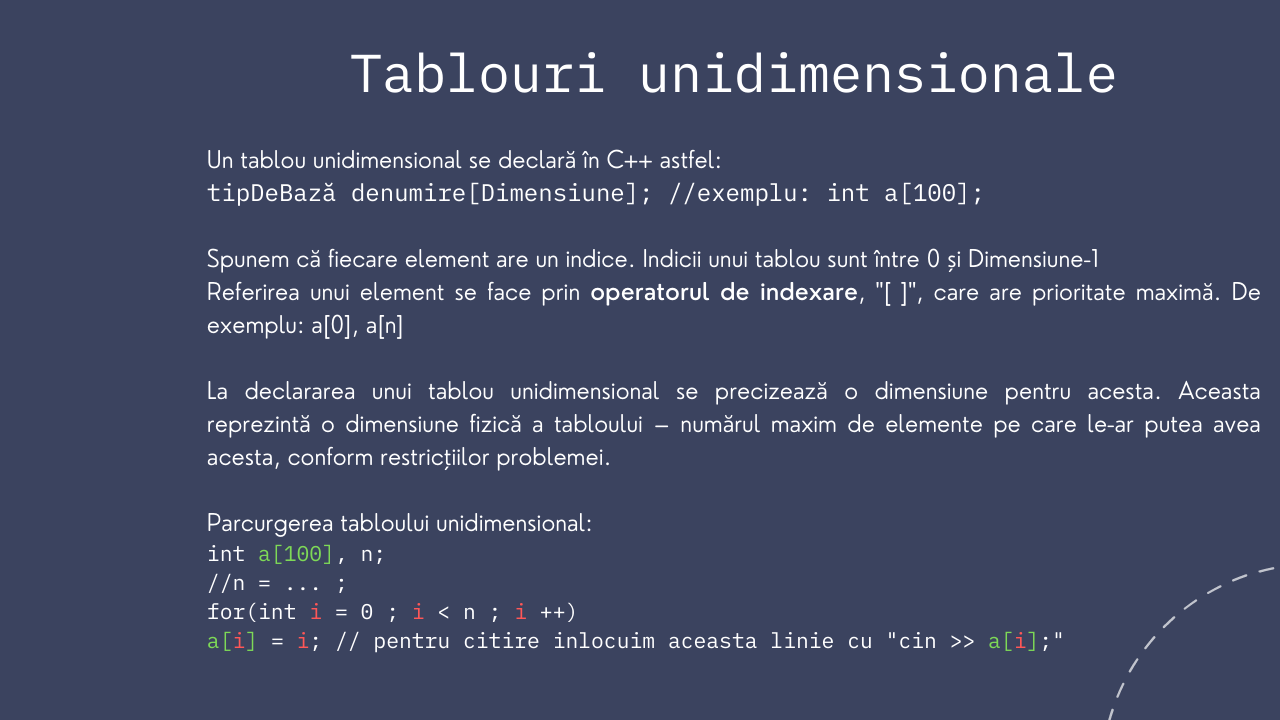 Tablouri unidimensionale
Un tablou unidimensional se declară în C++ astfel:
tipDeBază denumire[Dimensiune]; //exemplu: int a[100];
Spunem că fiecare element are un indice. Indicii unui tablou sunt între 0 și Dimensiune-1
Referirea unui element se face prin operatorul de indexare, "[ ]", care are prioritate maximă. De
exemplu: a[0], a[n]
La declararea unui tablou unidimensional se precizează o dimensiune pentru acesta. Aceasta
reprezintă o dimensiune fizică a tabloului – numărul maxim de elemente pe care le-ar putea avea
acesta, conform restricțiilor problemei.
Parcurgerea tabloului unidimensional:
int a[100], n;
//n = ... ;
for(int i = 0 ; i < n ; i ++)
a[i] = i; // pentru citire inlocuim aceasta linie cu "cin >> a[i];"